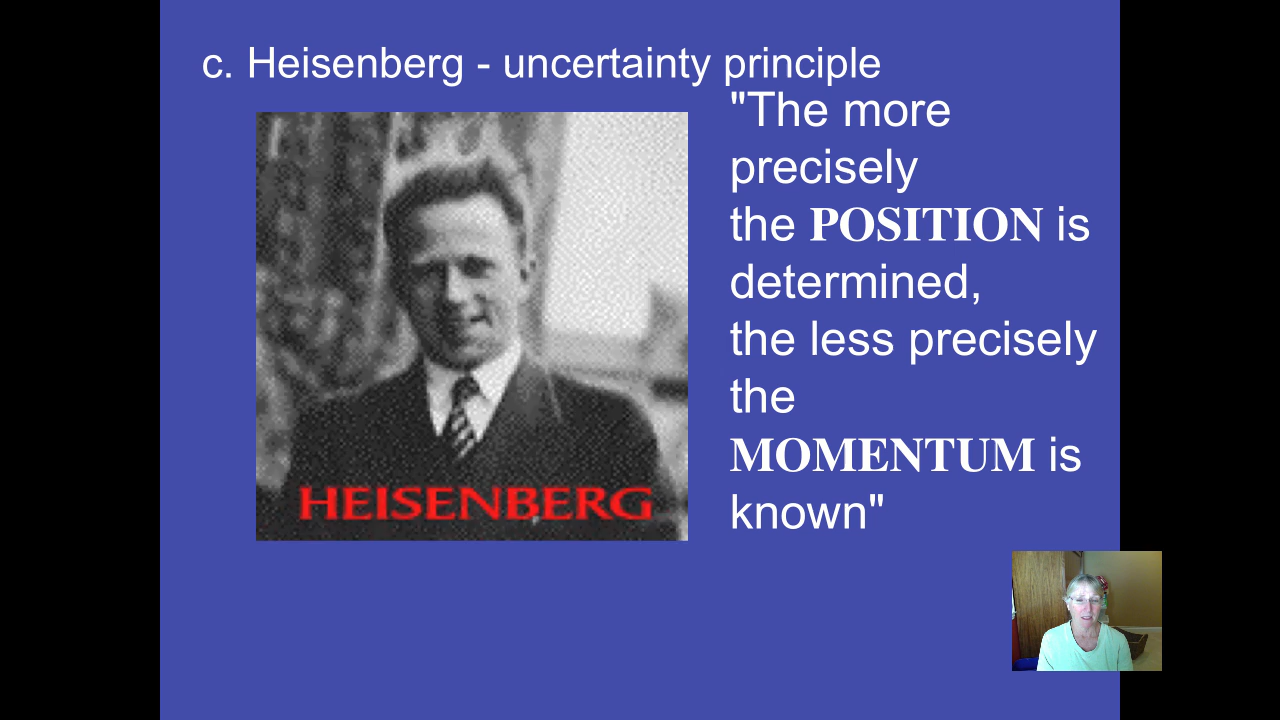 c. Heisenberg - uncertainty principle
"The more
precisely
the POSITION is
determined,
the less precisely
the
MOMENTUM is
known"
HEISENBERG